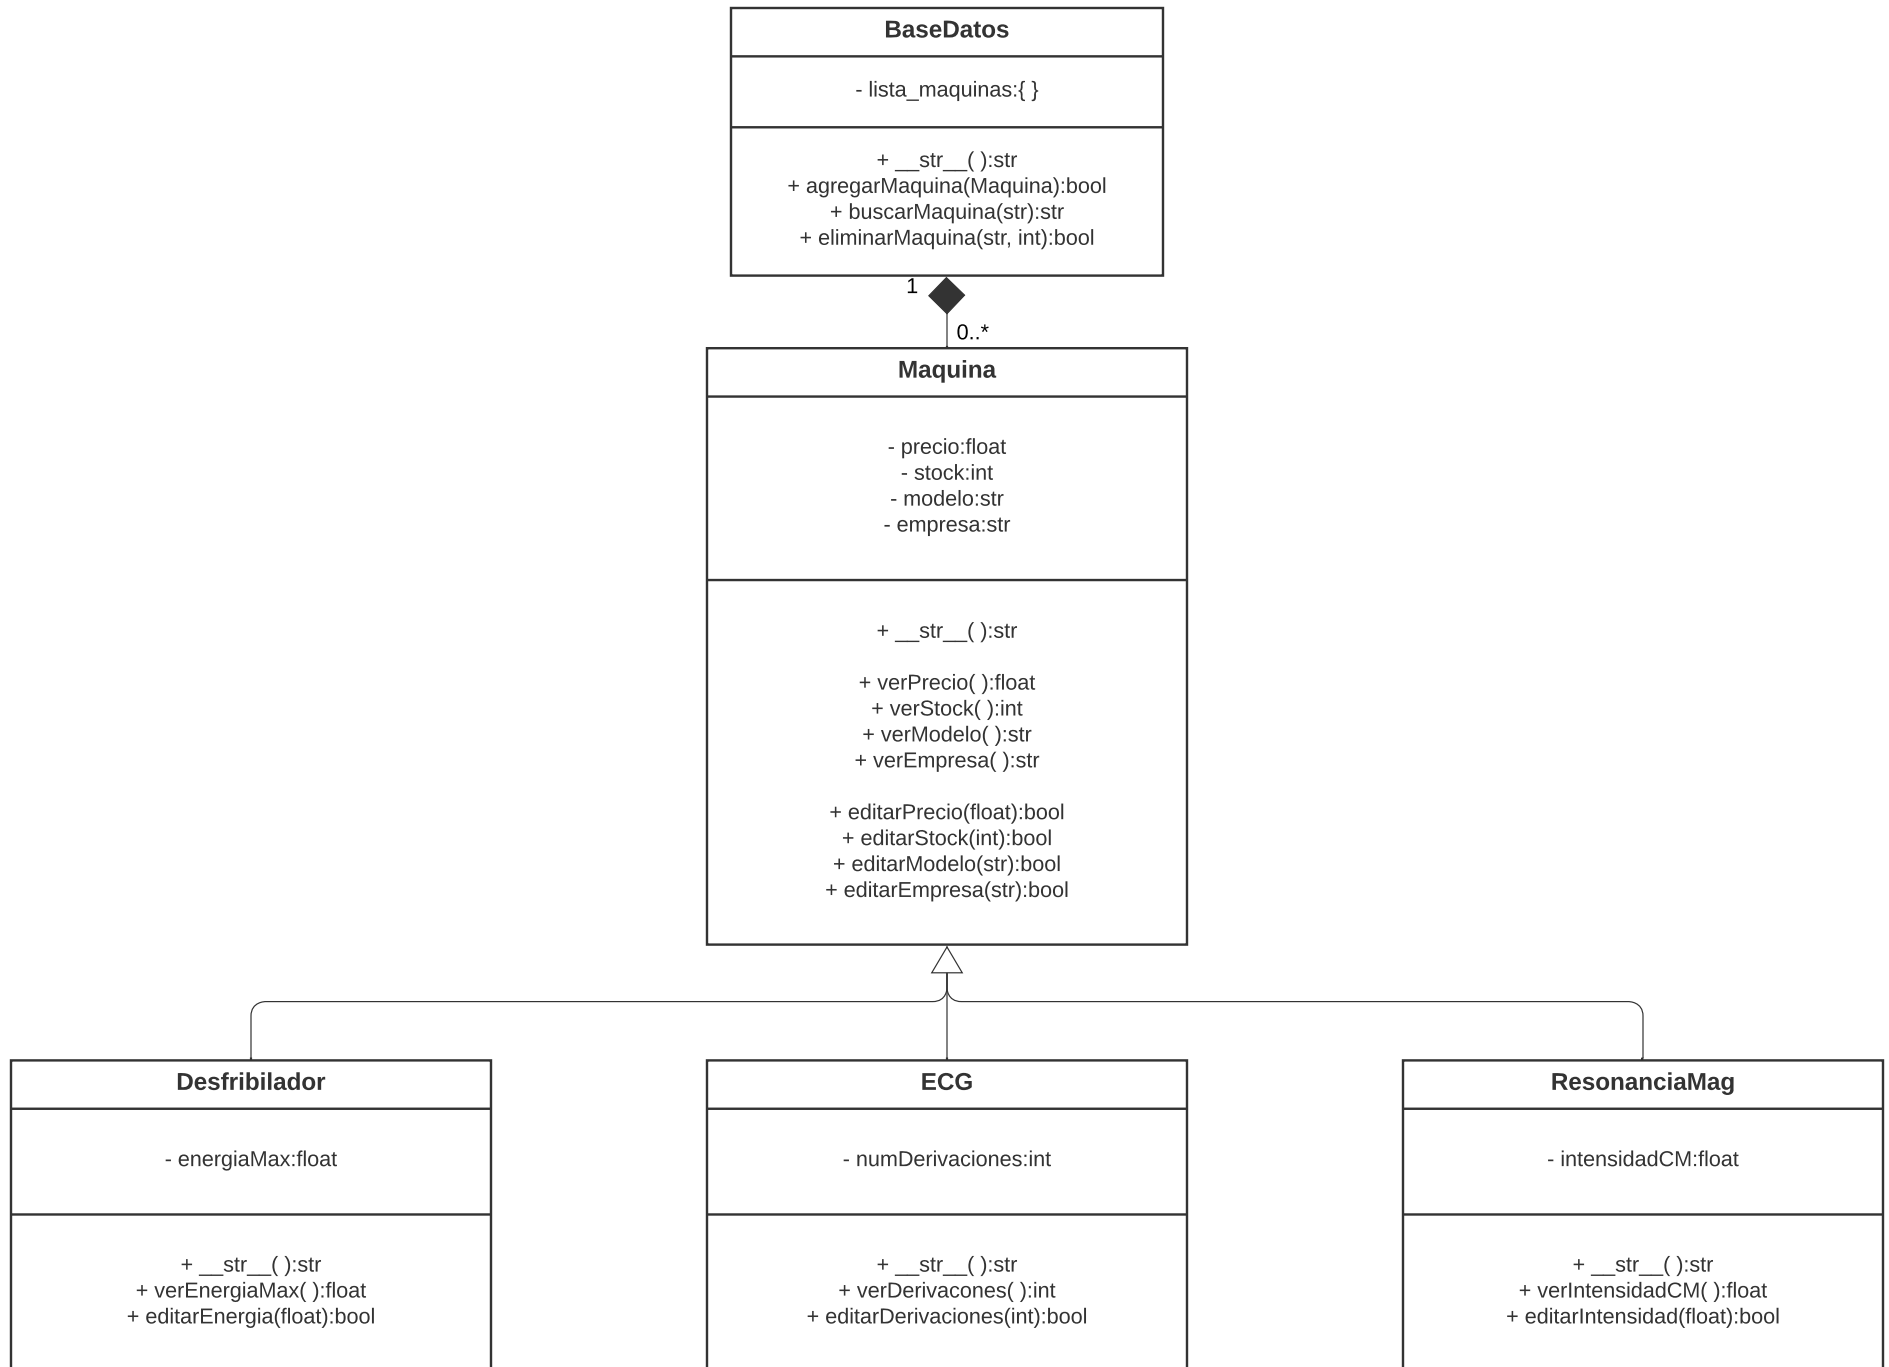 BaseDatos
- lista_maquinas:{ }
+ __str__( ):str
+ agregarMaquina(Maquina):bool
+ buscarMaquina(str):str
+ eliminarMaquina(str, int):bool
1
0..*
Maquina
- precio:float
- stock:int
- modelo:str
- empresa:str
+ __str__( ):str
+ verPrecio( ):float
+ verStock( ):int
+ verModelo( ):str
+ verEmpresa( ):str
+ editarPrecio(float):bool
+ editarStock(int):bool
+ editarModelo(str):bool
+ editarEmpresa(str):bool
Desfribilador
- energiaMax:float
+ __str__( ):str
+ verEnergiaMax( ):float
+ editarEnergia(float):bool
ECG
- numDerivaciones:int
+ __str__( ):str
+ verDerivacones( ):int
+ editarDerivaciones(int):bool
ResonanciaMag
- intensidadCM:float
+ __str__( ):str
+ verIntensidadCM( ):float
+ editarIntensidad(float):bool